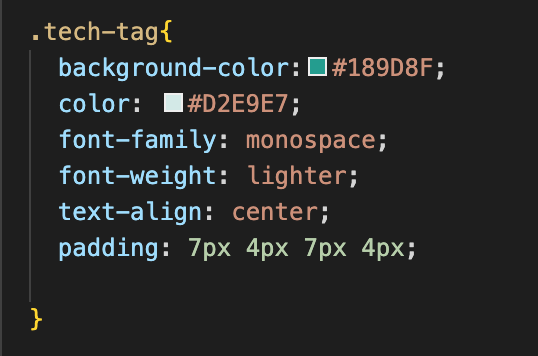 .tech-tag{
background-color:#189D8F;
color: #D2E9E7;
font-family: monospace;
font-weight: lighter;
text-align: center;
padding: 7px 4px 7px 4px;
}